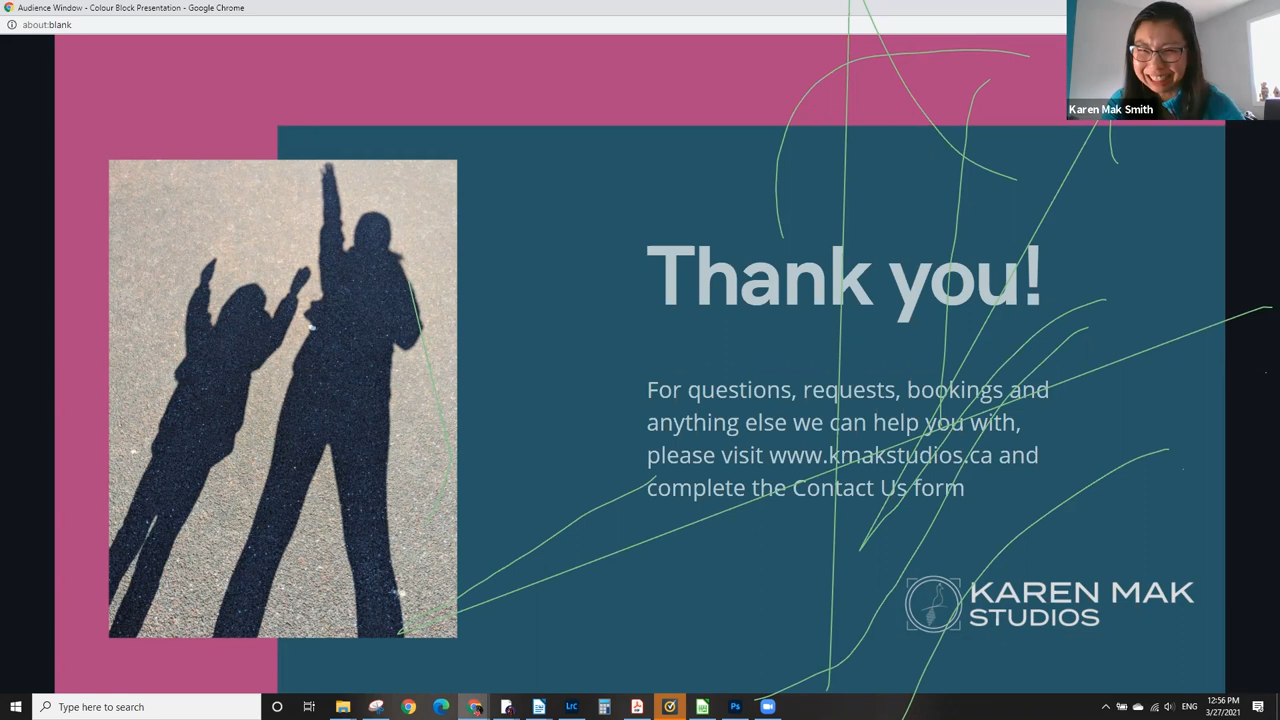 Audience Window - Colour Block Presentation - Google Chrome
about:blank
Karen Mak Smith
Thank you!
For questions, requests, bookings and
anything else we can help you with,
please visit www.kmakstudios.ca and
complete the Contact Us form
KAREN MAK
STUDIOS
Type here to search
LrC
Ps
ENG
12:56 PM
3/27/2021